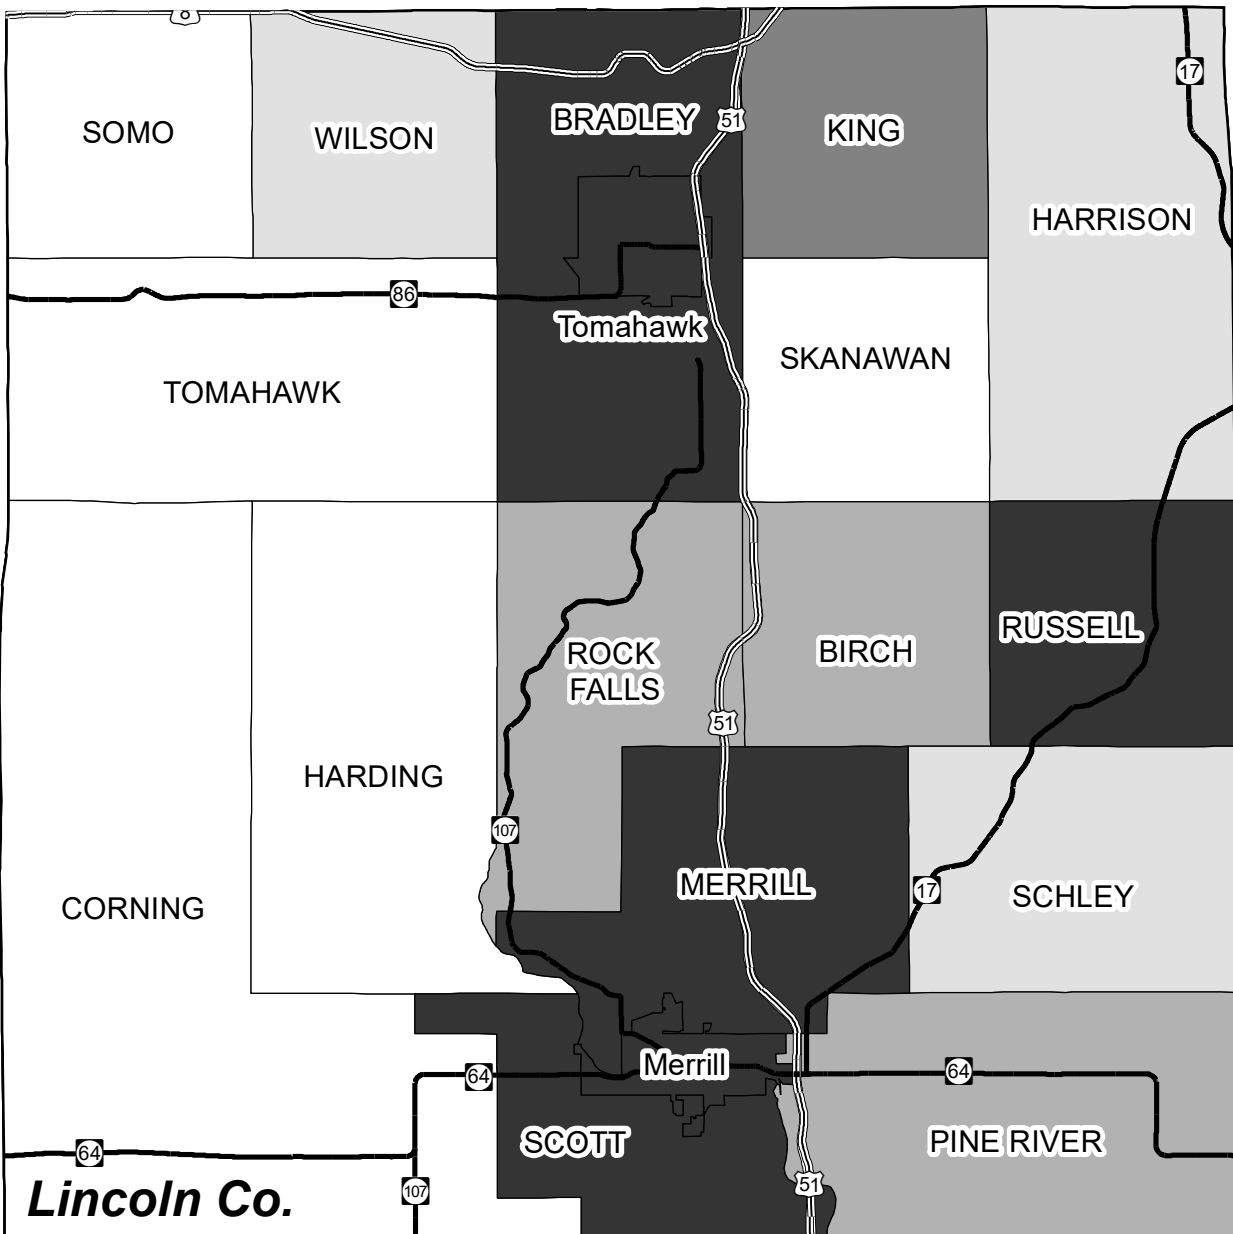 8
17
SOMO
WILSON
BRADLEY
51
KING
HARRISON
86
Tomahawk
SKANAWAN
TOMAHAWK
ROCK
FALLS
BIRCH
RUSSELL
51
HARDING
107
MERRILL
17
SCHLEY
CORNING
Merrill
64
64
SCOTT
PINE RIVER
64
107
51
Lincoln Co.